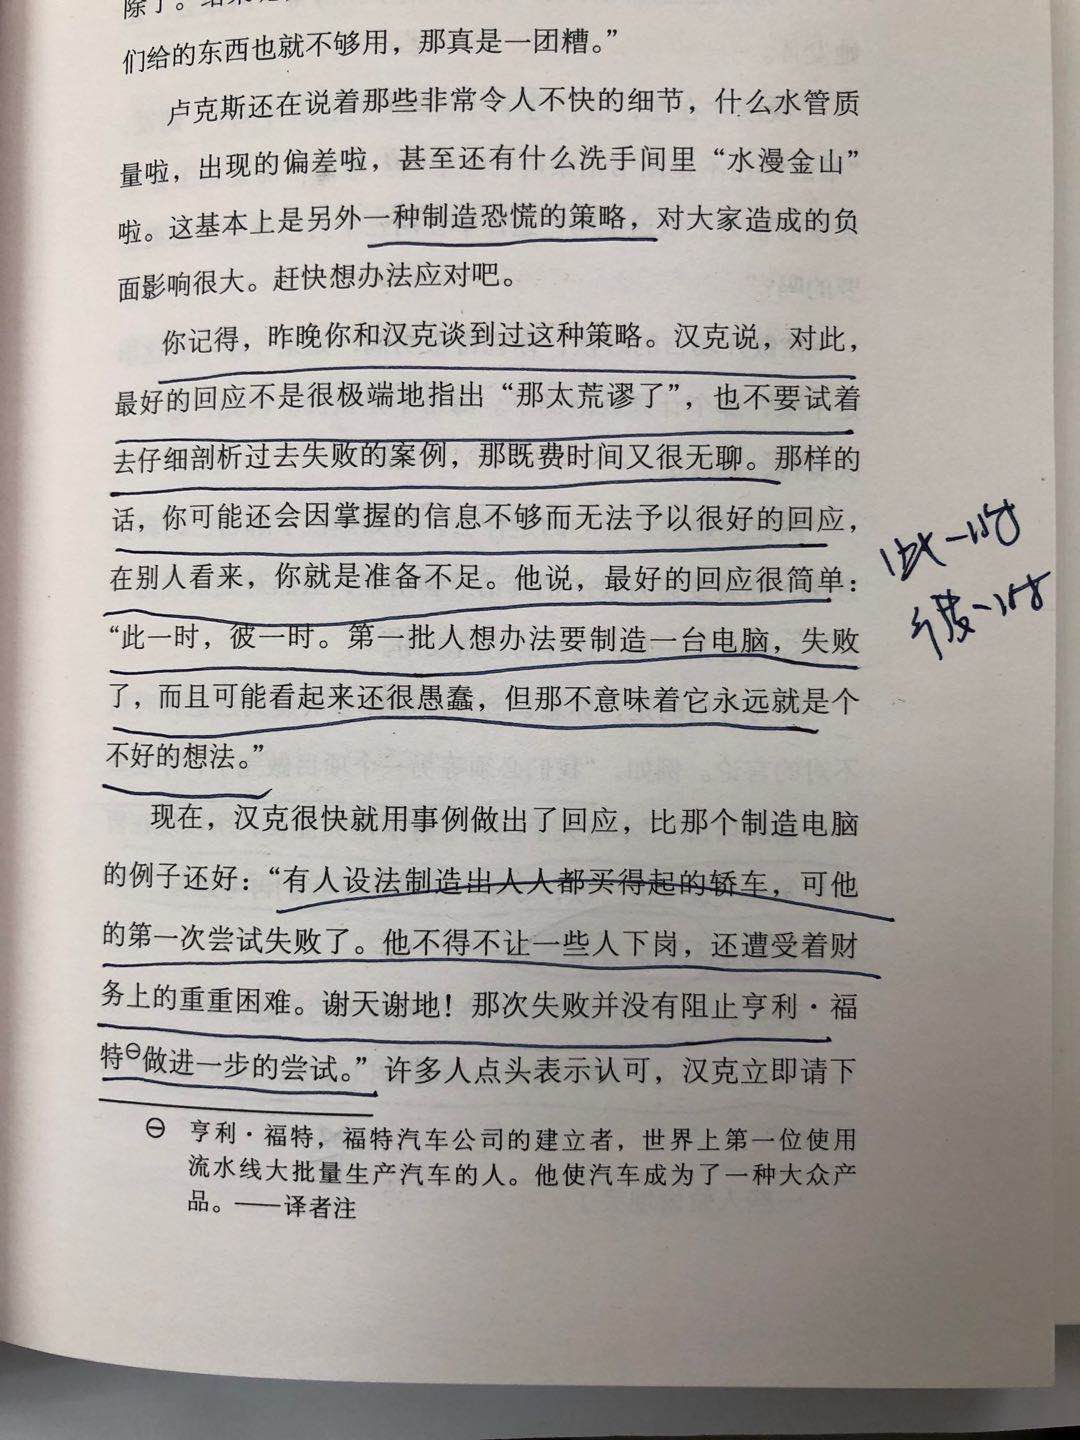 除了。结果
们给的东西也就不够用，那真是一团糟。”
卢克斯还在说着那些非常令人不快的细节，什么水管质
量啦，出现的偏差啦，甚至还有什么洗手间里“水漫金山”
啦。这基本上是另外一种制造恐慌的策略，对大家造成的负
面影响很大。赶快想办法应对吧。
你记得，昨晚你和汉克谈到过这种策略。汉克说，对此，
最好的回应不是很极端地指出“那太荒谬了”，也不要试着
去仔细剖析过去失败的案例，那既费时间又很无聊。那样的
话，你可能还会因掌握的信息不够而无法予以很好的回应，
在别人看来，你就是准备不足。他说，最好的回应很简单：
“此一时，彼一时。第一批人想办法要制造一台电脑，失败
了，而且可能看起来还很愚蠢，但那不意味着它永远就是个
不好的想法。”
此一时
彼一时
现在，汉克很快就用事例做出了回应，比那个制造电脑
的例子还好：“有人设法制造出人人都买得起的轿车，可他
的第一次尝试失败了。他不得不让一些人下岗，还遭受着财
务上的重重困难。谢天谢地！那次失败并没有阻止亨利·福
特㊀做进一步的尝试。”许多人点头表示认可，汉克立即请下
㊀ 亨利·福特，福特汽车公司的建立者，世界上第一位使用
流水线大批量生产汽车的人。他使汽车成为了一种大众产
品。——译者注